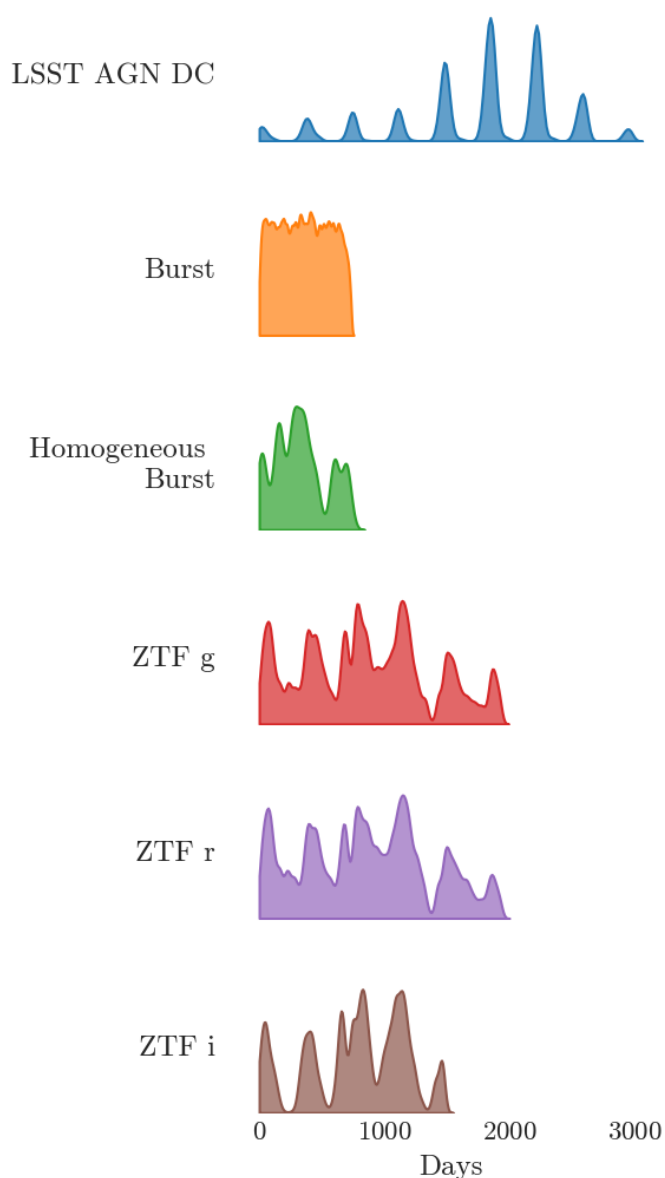 LSST AGN DC
Burst
Homogeneous
Burst
ZTF g
ZTF r
ZTF i
0 1000 2000 3000
Days